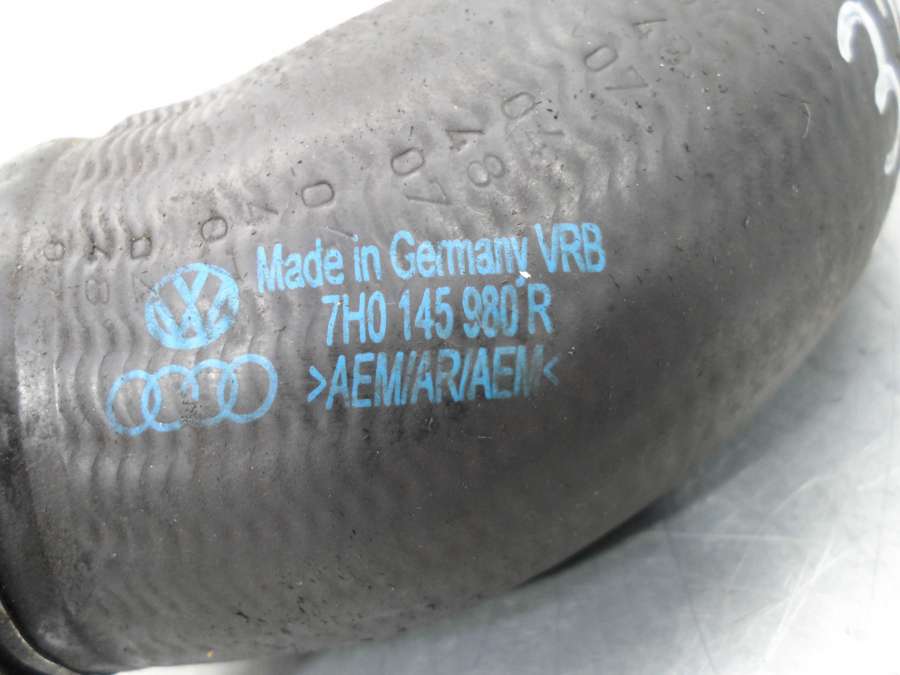 Made in Germany VRB
7H0 145 980 R
>AEM/AR/AEM<